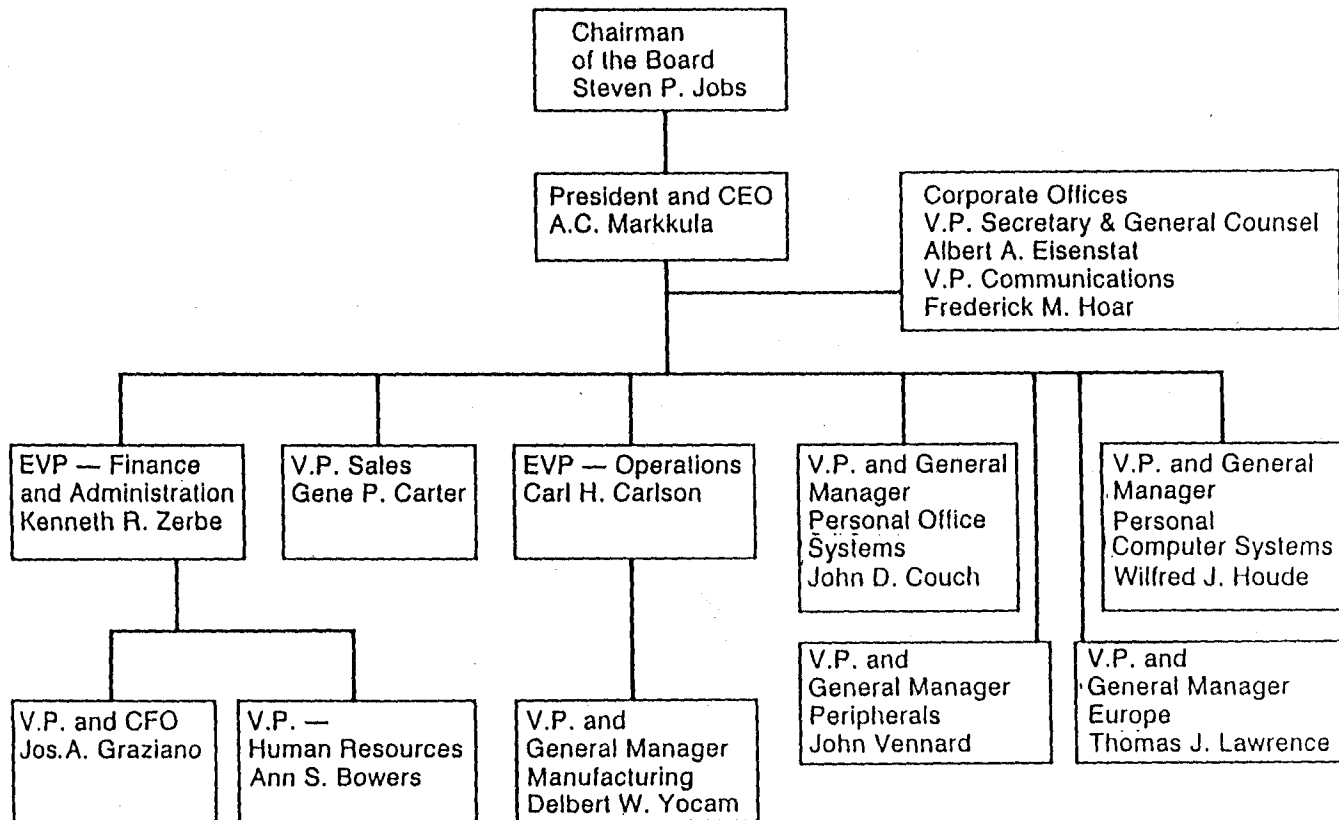 Chairman
of the Board
Steven P. Jobs
President and CEO
A.C. Markkula
Corporate Offices
V.P. Secretary & General Counsel
Albert A. Eisenstat
V.P. Communications
Frederick M. Hoar
EVP — Finance
and Administration
Kenneth R. Zerbe
V.P. Sales
Gene P. Carter
EVP — Operations
Carl H. Carlson
V.P. and General
Manager
Personal Office
Systems
John D. Couch
V.P. and General
Manager
Personal
Computer Systems
Wilfred J. Houde
V.P. and CFO
Jos.A. Graziano
V.P. —
Human Resources
Ann S. Bowers
V.P. and
General Manager
Manufacturing
Delbert W. Yocam
V.P. and
General Manager
Peripherals
John Vennard
V.P. and
General Manager
Europe
Thomas J. Lawrence